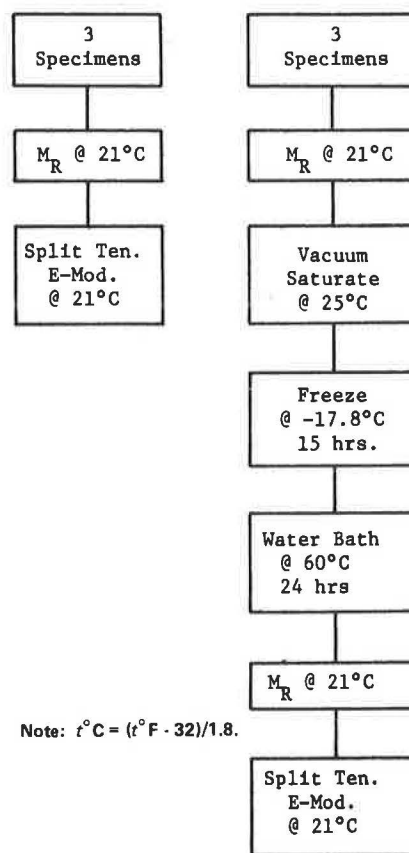 3
Specimens
M_R @ 21°C
Split Ten.
E-Mod.
@ 21°C
3
Specimens
M_R @ 21°C
Vacuum
Saturate
@ 25°C
Freeze
@ -17.8°C
15 hrs.
Water Bath
@ 60°C
24 hrs
M_R @ 21°C
Split Ten.
E-Mod.
@ 21°C
Note: t°C = (t°F - 32)/1.8.